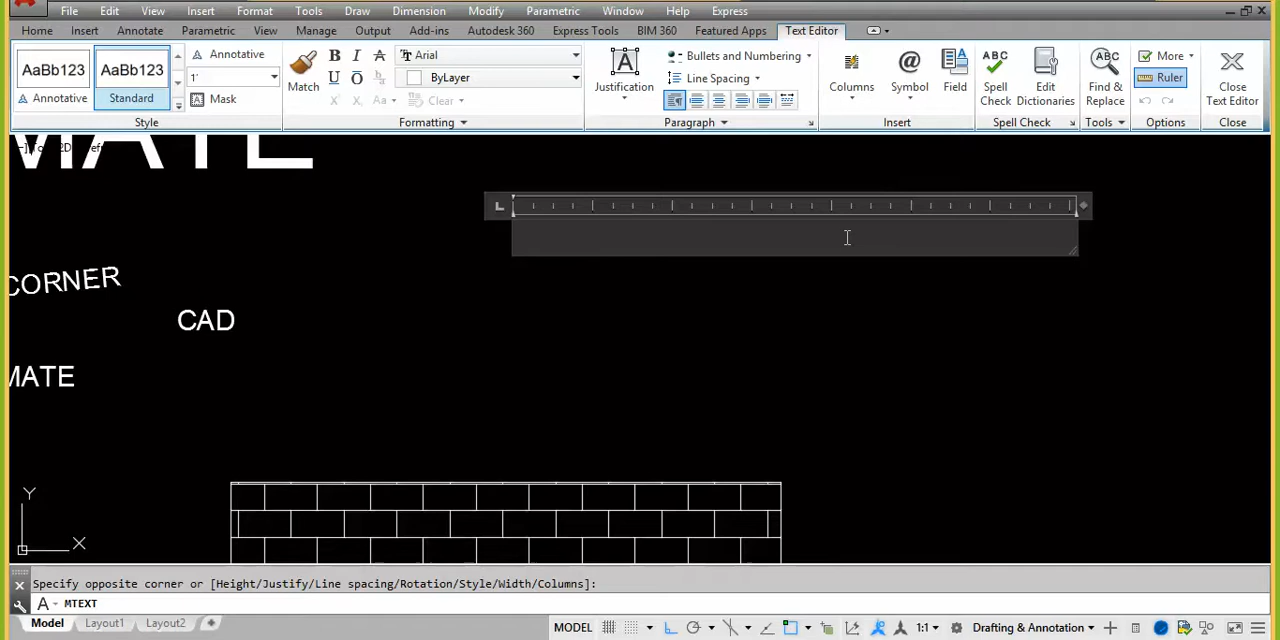 File Edit View Insert Format Tools Draw Dimension Modify Parametric Window Help Express
Home Insert Annotate Parametric View Manage Output Add-ins Autodesk 360 Express Tools BIM 360 Featured Apps Text Editor
AaBb123 AaBb123
Annotative Standard
Annotative
1'
Mask
Style
Match
B I A
U O
Aa
Clear
Arial
ByLayer
Formatting
Justification
Bullets and Numbering
Line Spacing
Paragraph
Columns
Symbol
Field
Insert
ABC Spell Check
Edit Dictionaries
Spell Check
ABC Find & Replace
Tools
More
Ruler
Options
Close Text Editor
Close
MATE
CORNER
CAD
MATE
Y
X
Specify opposite corner or [Height/Justify/Line spacing/Rotation/Style/Width/Columns]:
MTEXT
Model Layout1 Layout2
MODEL 1:1 Drafting & Annotation